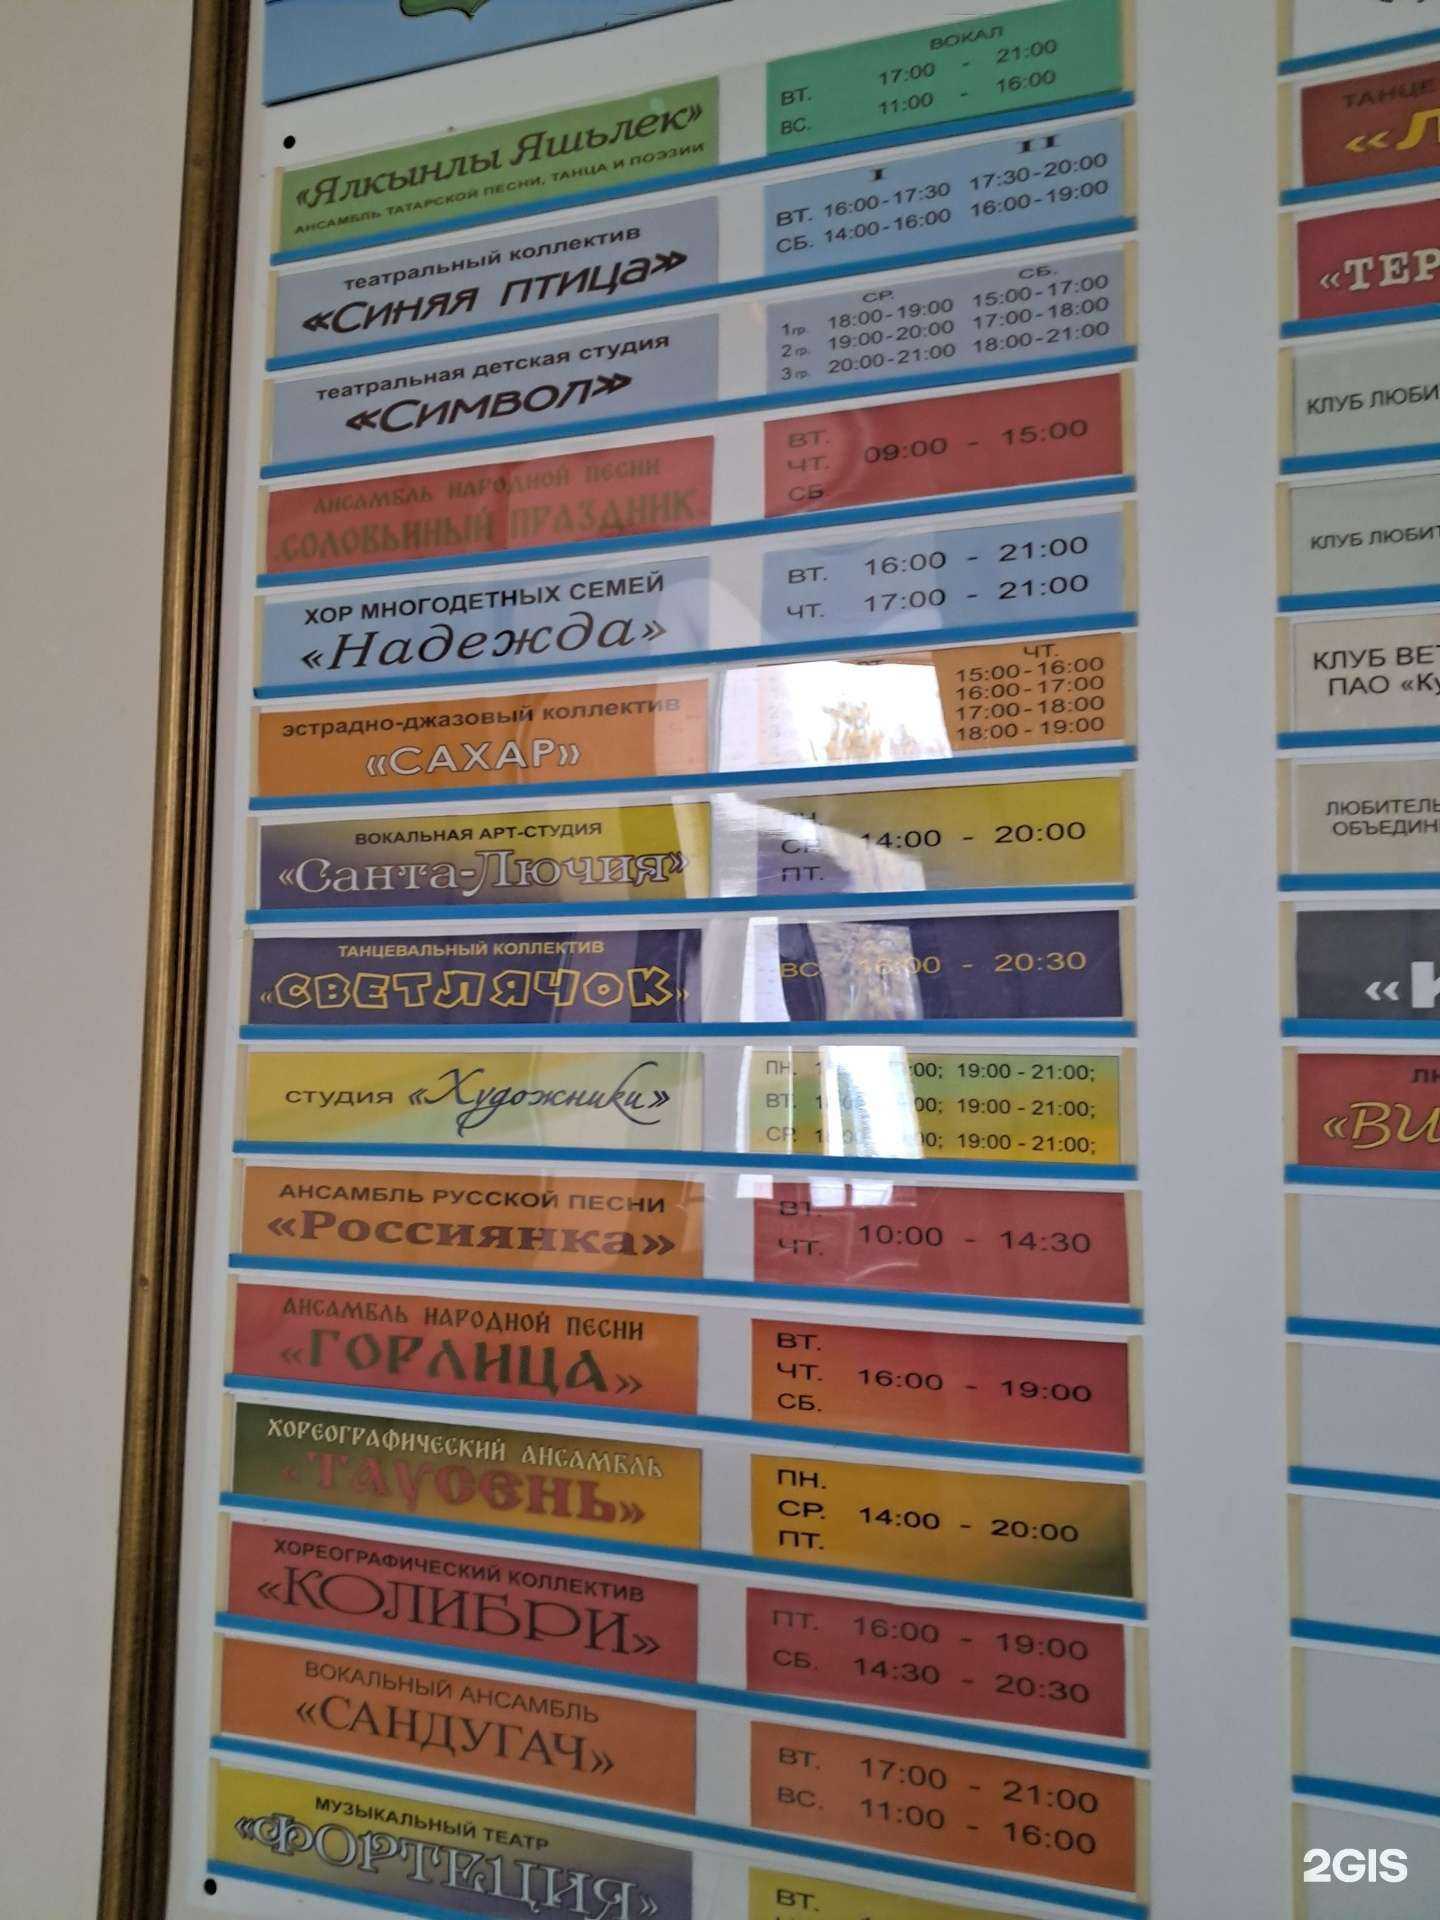 «Ялкынлы Яшьлек»
АНСАМБЛЬ ТАТАРСКОЙ ПЕСНИ, ТАНЦА И ПОЭЗИИ
ВОКАЛ
ВТ. 17:00 - 21:00
ВС. 11:00 - 16:00
театральный коллектив
«СИНЯЯ ПТИЦА»
I II
ВТ. 16:00-17:30 17:30-20:00
СБ. 14:00-16:00 16:00-19:00
театральная детская студия
«СИМВОЛ»
СР. СБ.
1гр. 18:00-19:00 15:00-17:00
2гр. 19:00-20:00 17:00-18:00
3гр. 20:00-21:00 18:00-21:00
АНСАМБЛЬ НАРОДНОЙ ПЕСНИ
СОЛОВЬИНЫЙ ПРАЗДНИК
ВТ.
ЧТ. 09:00 - 15:00
СБ
ХОР МНОГОДЕТНЫХ СЕМЕЙ
«Надежда»
ВТ. 16:00 - 21:00
ЧТ. 17:00 - 21:00
эстрадно-джазовый коллектив
«САХАР»
ЧТ.
15:00-16:00
16:00-17:00
17:00-18:00
18:00-19:00
ВОКАЛЬНАЯ АРТ-СТУДИЯ
«Санта-Лючия»
ПН.
СР. 14:00 - 20:00
ПТ.
ТАНЦЕВАЛЬНЫЙ КОЛЛЕКТИВ
«СВЕТЛЯЧОК»
ВС. 16:00 - 20:30
студия «Художники»
ПН. 19:00 - 21:00;
ВТ. 19:00 - 21:00;
СР. 19:00 - 21:00;
АНСАМБЛЬ РУССКОЙ ПЕСНИ
«Россиянка»
ВТ.
ЧТ. 10:00 - 14:30
АНСАМБЛЬ НАРОДНОЙ ПЕСНИ
«ГОРЛИЦА»
ВТ.
ЧТ. 16:00 - 19:00
СБ.
ХОРЕОГРАФИЧЕСКИЙ АНСАМБЛЬ
«ТАУСЕНЬ»
ПН.
СР. 14:00 - 20:00
ПТ.
ХОРЕОГРАФИЧЕСКИЙ КОЛЛЕКТИВ
«КОЛИБРИ»
ПТ. 16:00 - 19:00
СБ. 14:30 - 20:30
ВОКАЛЬНЫЙ АНСАМБЛЬ
«САНДУГАЧ»
ВТ. 17:00 - 21:00
ВС. 11:00 - 16:00
МУЗЫКАЛЬНЫЙ ТЕАТР
«ФОРТЕЦИЯ»
ВТ.
ТАНЦЕ
«Л
«ТЕР
КЛУБ ЛЮБИ
КЛУБ ЛЮБИТ
КЛУБ ВЕТ
ПАО «Ку
ЛЮБИТЕЛЬ
ОБЪЕДИН
«К
ЛЮ
«ВИ
2GIS